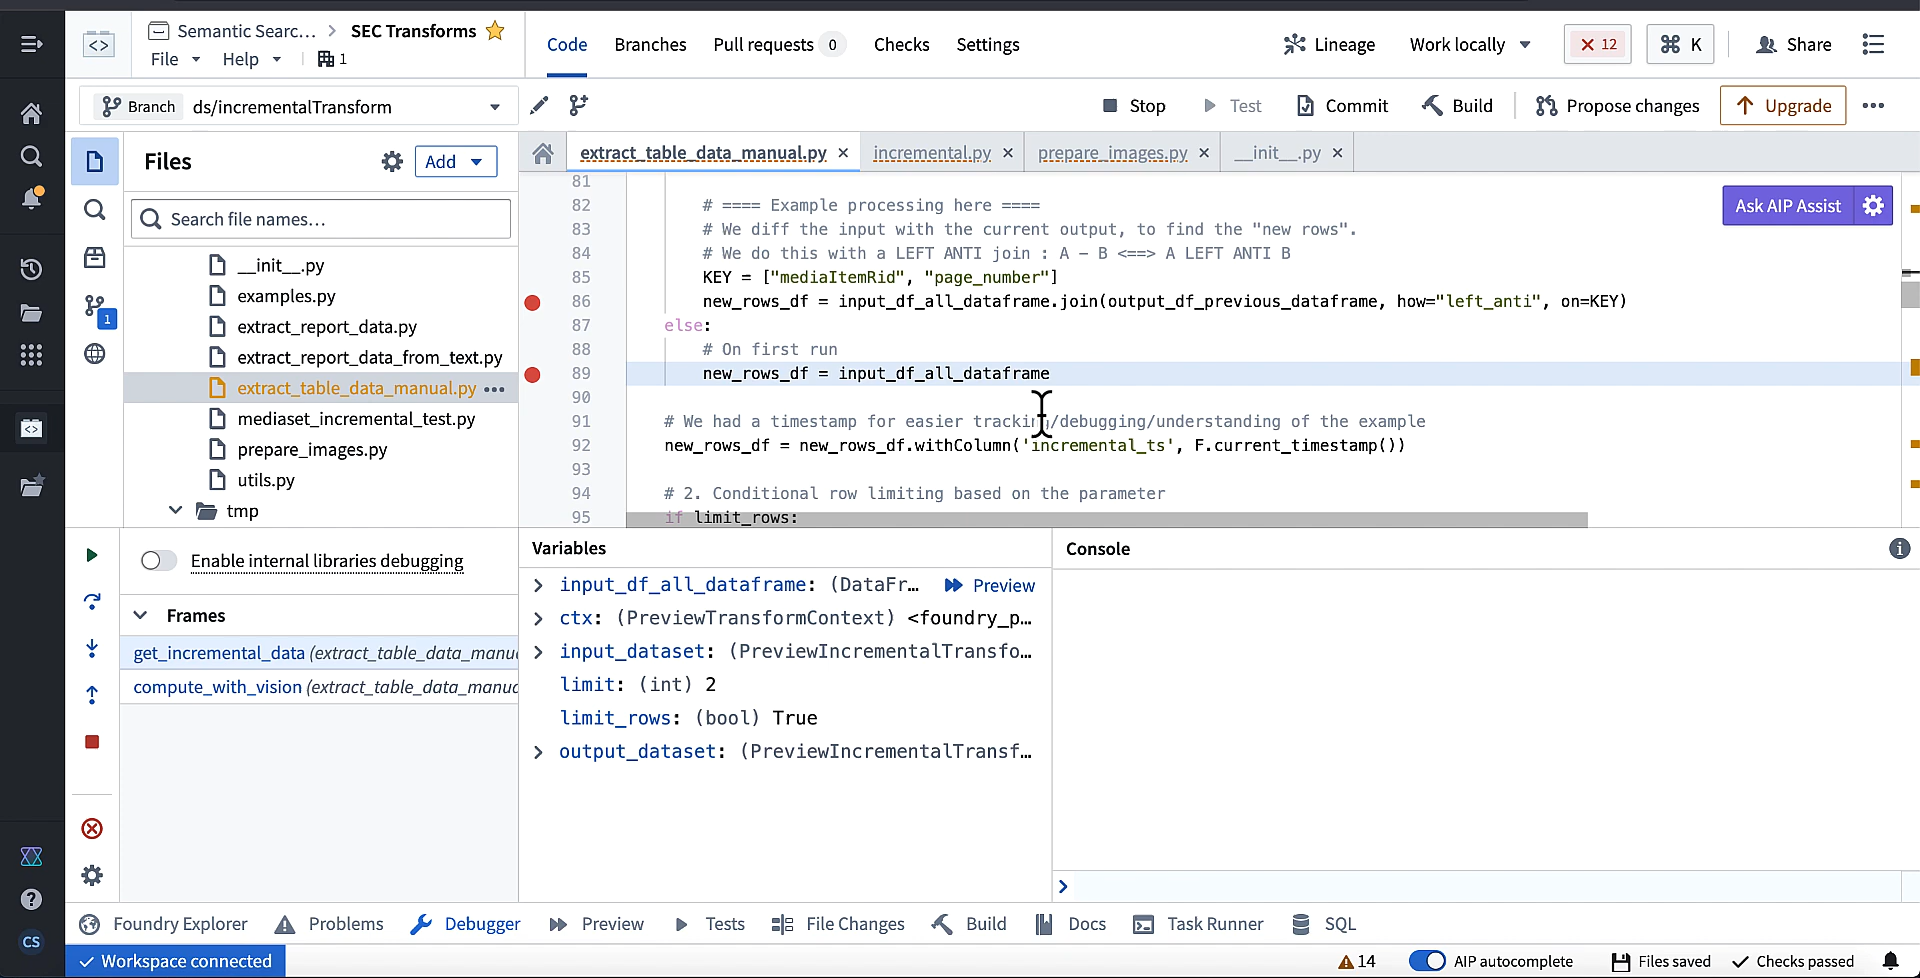 Semantic Searc... > SEC Transforms
File Help 1
Code Branches Pull requests 0 Checks Settings
Lineage Work locally 12 ⌘ K Share
Branch ds/incrementalTransform
Stop Test Commit Build Propose changes Upgrade
Files Add
Search file names...
__init__.py
examples.py
extract_report_data.py
extract_report_data_from_text.py
extract_table_data_manual.py
mediaset_incremental_test.py
prepare_images.py
utils.py
tmp
1
extract_table_data_manual.py incremental.py prepare_images.py __init__.py
Ask AIP Assist
81
82 # ==== Example processing here ====
83 # We diff the input with the current output, to find the "new rows".
84 # We do this with a LEFT ANTI join : A - B <==> A LEFT ANTI B
85 KEY = ["mediaItemRid", "page_number"]
86 new_rows_df = input_df_all_dataframe.join(output_df_previous_dataframe, how="left_anti", on=KEY)
87 else:
88 # On first run
89 new_rows_df = input_df_all_dataframe
90
91 # We had a timestamp for easier tracking/debugging/understanding of the example
92 new_rows_df = new_rows_df.withColumn('incremental_ts', F.current_timestamp())
93
94 # 2. Conditional row limiting based on the parameter
95 if limit_rows:
Enable internal libraries debugging
Frames
get_incremental_data (extract_table_data_manu
compute_with_vision (extract_table_data_manua
Variables
input_df_all_dataframe: (DataFr... Preview
ctx: (PreviewTransformContext) <foundry_p...
input_dataset: (PreviewIncrementalTransfo...
limit: (int) 2
limit_rows: (bool) True
output_dataset: (PreviewIncrementalTransf...
Console
CS
Foundry Explorer Problems Debugger Preview Tests File Changes Build Docs Task Runner SQL
Workspace connected
14 AIP autocomplete Files saved Checks passed